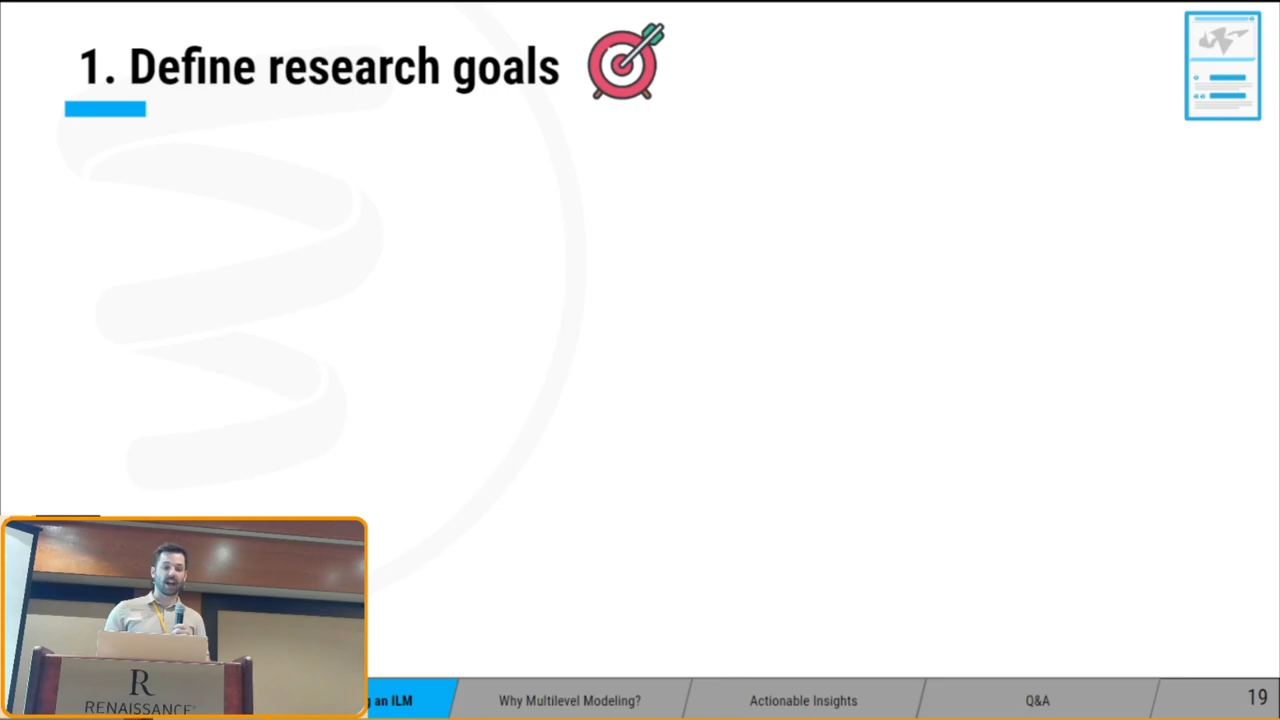 1. Define research goals
R
RENAISSANCE
an ILM
Why Multilevel Modeling?
Actionable Insights
Q&A
19